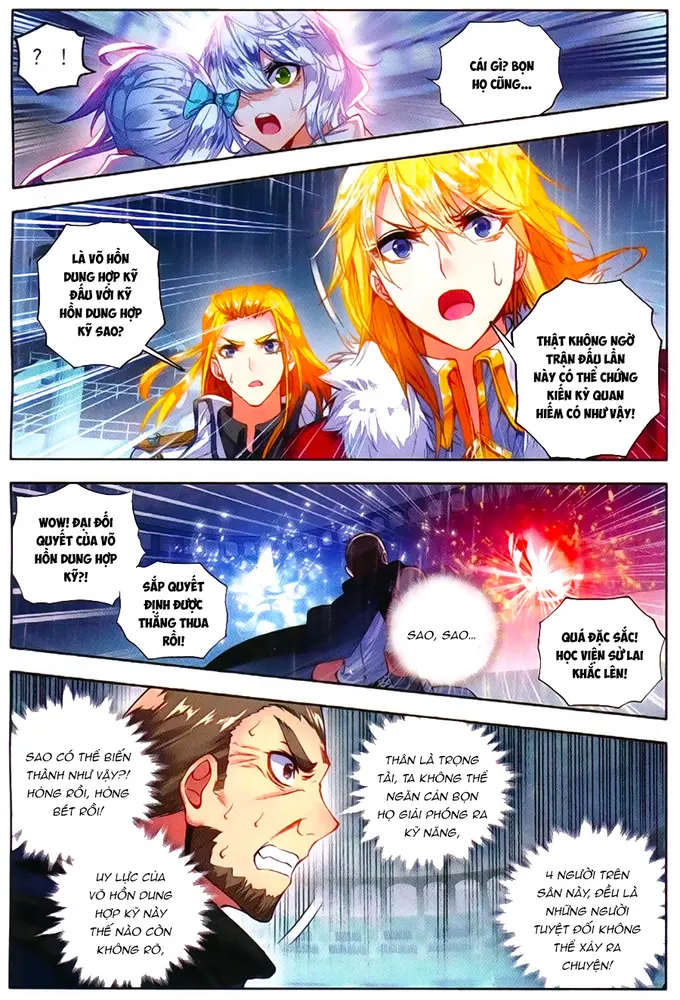 ? !
CÁI GÌ? BỌN
HỌ CŨNG...
LÀ VÕ HỒN
DUNG HỢP KỸ
ĐẤU VỚI KỸ
HỒN DUNG HỢP
KỸ SAO?
THẬT KHÔNG NGỜ
TRẬN ĐẤU LẦN
NÀY CÓ THỂ CHỨNG
KIẾN KỲ QUAN
HIẾM CÓ NHƯ VẬY!
WOW! ĐẠI ĐỐI
QUYẾT CỦA VÕ
HỒN DUNG HỢP
KỸ?!
SẮP QUYẾT
ĐỊNH ĐƯỢC
THẮNG THUA
RỒI!
SAO, SAO...
QUÁ ĐẶC SẮC!
HỌC VIỆN SỬ LAI
KHẮC LÊN!
SAO CÓ THỂ BIẾN
THÀNH NHƯ VẬY?!
HỎNG RỒI, HỎNG
BÉT RỒI!
THÂN LÀ TRỌNG
TÀI, TA KHÔNG THỂ
NGĂN CẢN BỌN
HỌ GIẢI PHÓNG RA
KỸ NĂNG,
UY LỰC CỦA
VÕ HỒN DUNG
HỢP KỸ NÀY
THẾ NÀO CÒN
KHÔNG RÕ,
4 NGƯỜI TRÊN
SÂN NÀY, ĐỀU LÀ
NHỮNG NGƯỜI
TUYỆT ĐỐI KHÔNG
THỂ XẢY RA
CHUYỆN!